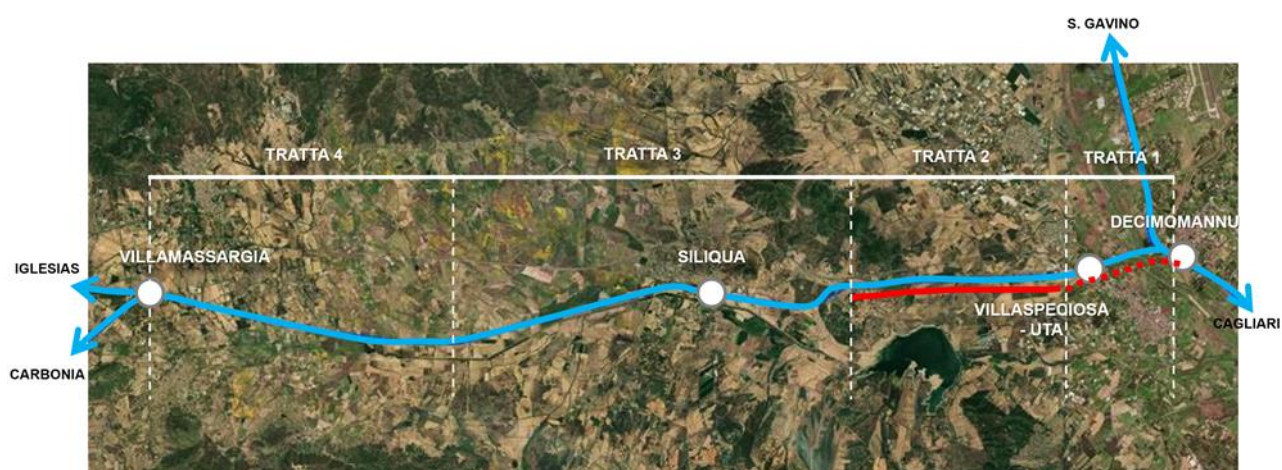 S. GAVINO
TRATTA 4
TRATTA 3
TRATTA 2
TRATTA 1
DECIMOMANNU
VILLAMASSARGIA
SILIQUA
IGLESIAS
VILLASPECIOSA
- UTA
CAGLIARI
CARBONIA